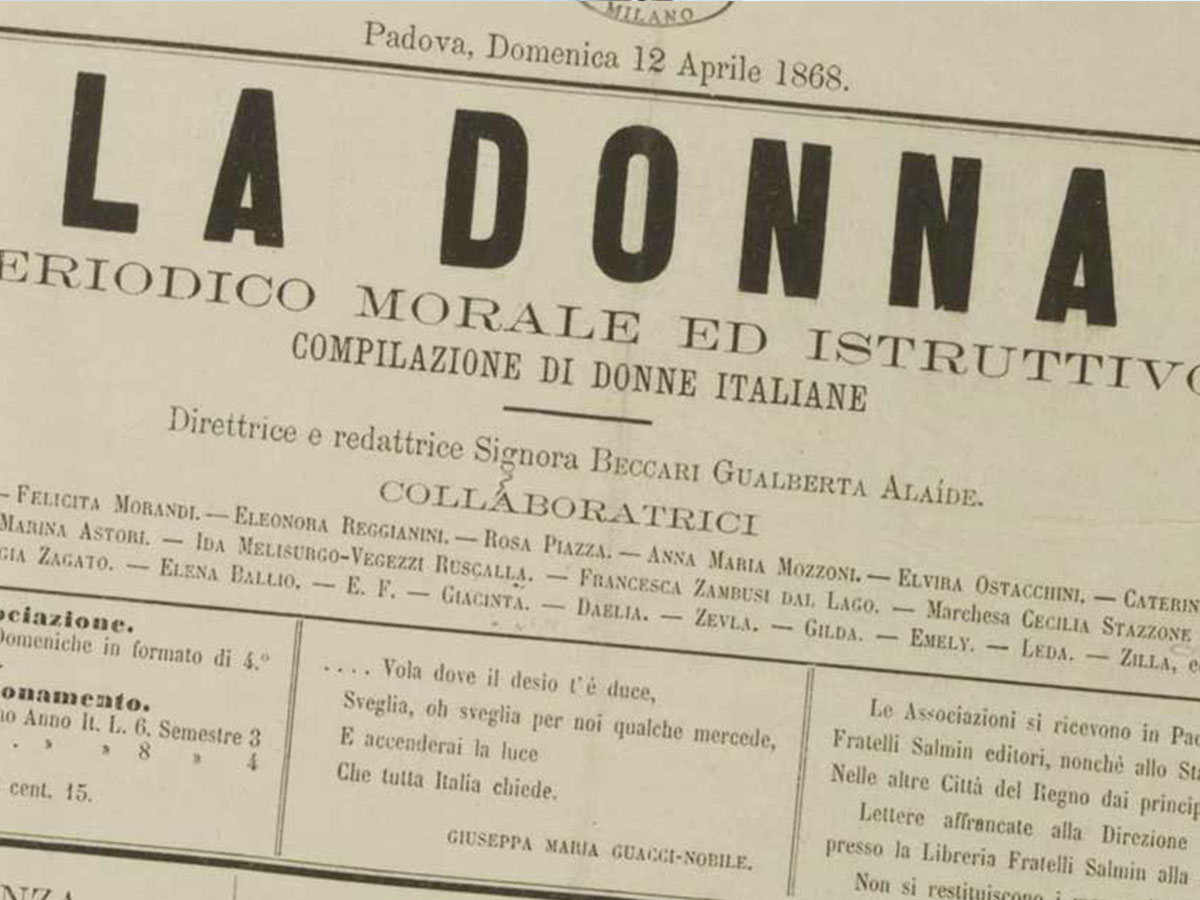 MILANO
Padova, Domenica 12 Aprile 1868.
LA DONNA
ERIODICO MORALE ED ISTRUTTIVO
COMPILAZIONE DI DONNE ITALIANE
Direttrice e redattrice Signora BECCARI GUALBERTA ALAÍDE.
COLLABORATRICI
— FELICITA MORANDI. — ELEONORA REGGIANINI. — ROSA PIAZZA. — ANNA MARIA MOZZONI. — ELVIRA OSTACCHINI. — CATERIN
MARINA ASTORI. — IDA MELISURGO-VEGEZZI RUSCALLA. — FRANCESCA ZAMBUSI DAL LAGO. — Marchesa CECILIA STAZZONE
GIA ZAGATO. — ELENA BALLIO. — E. F. — GIACINTA. — DAELIA. — ZEVLA. — GILDA. — EMELY. — LEDA. — ZILLA, e
ociazione.
Domeniche in formato di 4.º
onamento.
no Anno It. L. 6. Semestre 3
. » » 8 » 4
cent. 15.
.... Vola dove il desio t'è duce,
Sveglia, oh sveglia per noi qualche mercede,
E accenderai la luce
Che tutta Italia chiede.
GIUSEPPA MARIA GUACCI-NOBILE.
Le Associazioni si ricevono in Pa
Fratelli Salmin editori, nonchè allo Sta
Nelle altre Città del Regno dai princip
Lettere affrancate alla Direzione
presso la Libreria Fratelli Salmin alla
Non si restituiscono i
NZA